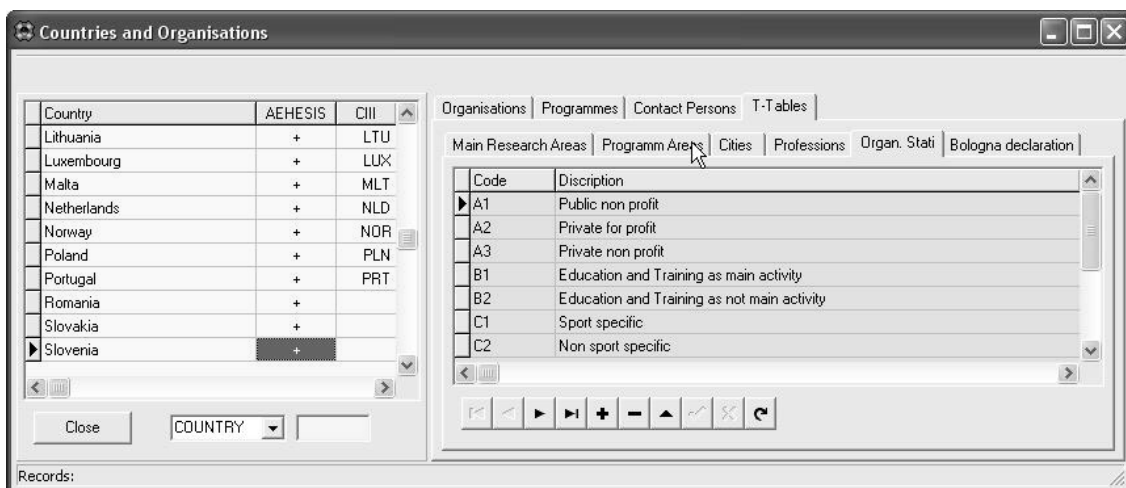 Countries and Organisations
Country AEHESIS CIII
Lithuania + LTU
Luxembourg + LUX
Malta + MLT
Netherlands + NLD
Norway + NOR
Poland + PLN
Portugal + PRT
Romania +
Slovakia +
Slovenia +
Close COUNTRY
Organisations Programmes Contact Persons T-Tables
Main Research Areas Programm Areas Cities Professions Organ. Stati Bologna declaration
Code Discription
A1 Public non profit
A2 Private for profit
A3 Private non profit
B1 Education and Training as main activity
B2 Education and Training as not main activity
C1 Sport specific
C2 Non sport specific
Records: